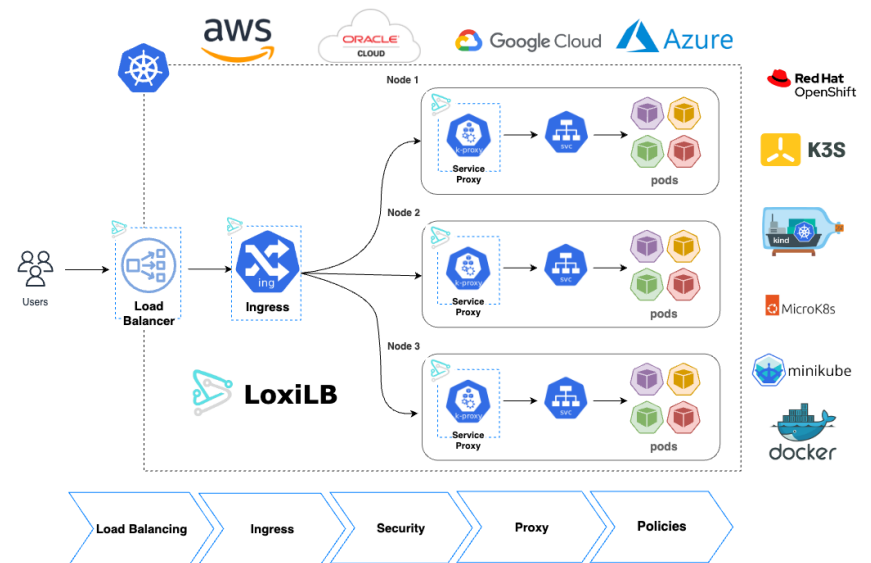 aws
ORACLE
CLOUD
Google Cloud
Azure
Node 1
Red Hat
OpenShift
k-proxy
svc
Service
Proxy
pods
K3S
Node 2
k-proxy
svc
Service
Proxy
pods
kind
Users
Load
Balancer
ing
Ingress
MicroK8s
Node 3
k-proxy
svc
Service
Proxy
pods
minikube
LoxiLB
docker
Load Balancing
Ingress
Security
Proxy
Policies